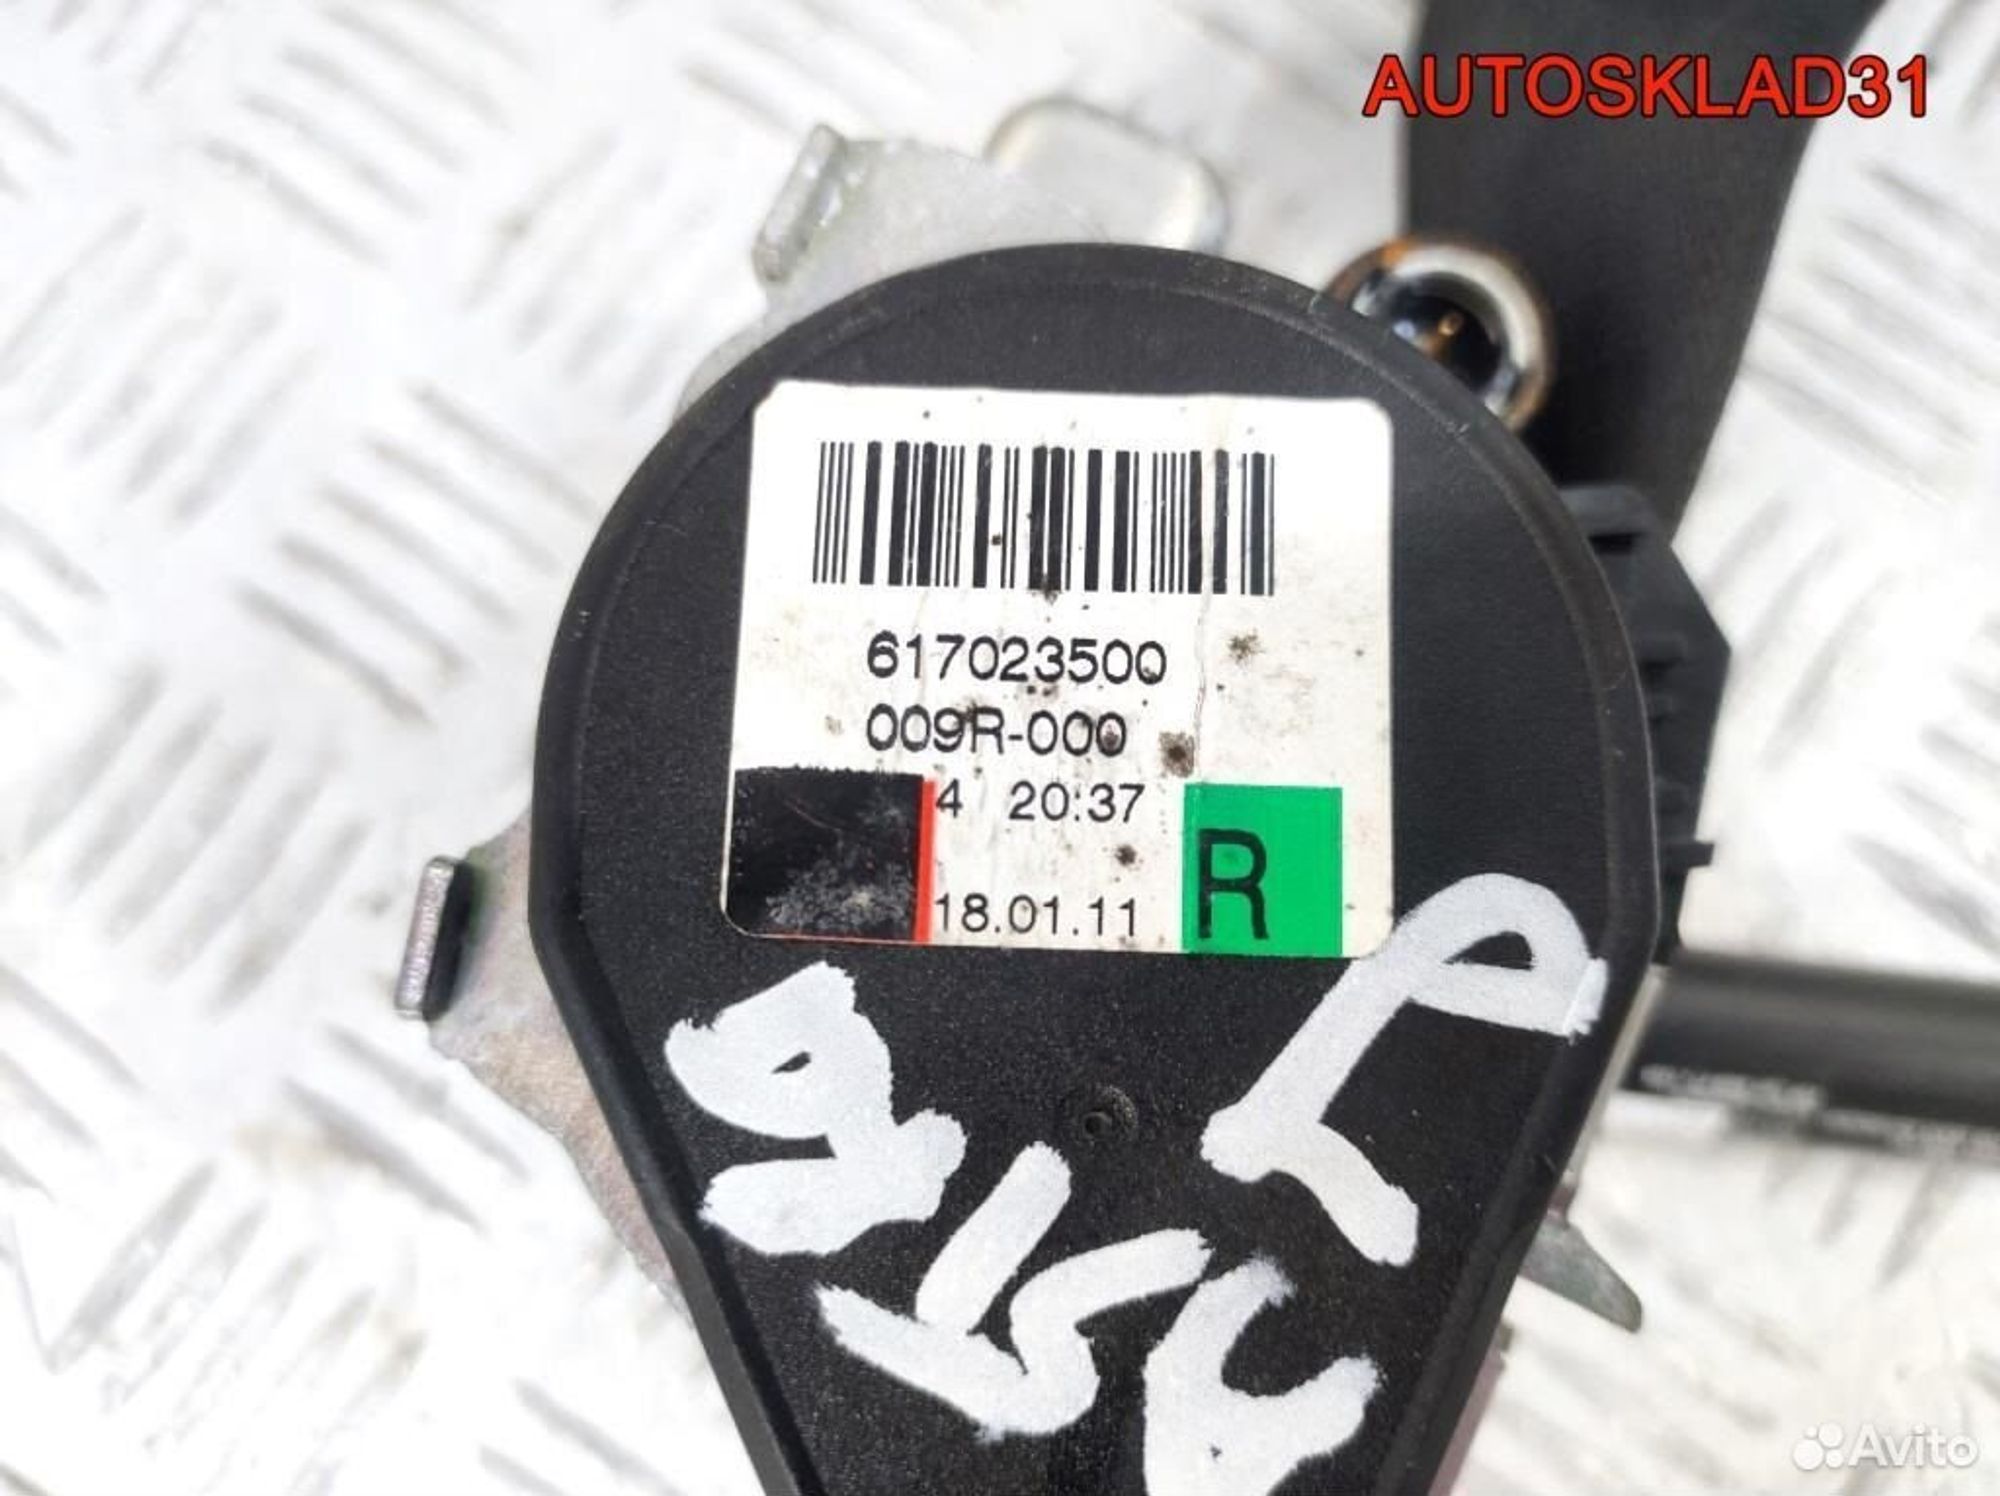 AUTOSKLAD31
617023500
009R-000
4 20:37
18.01.11
R
Avito